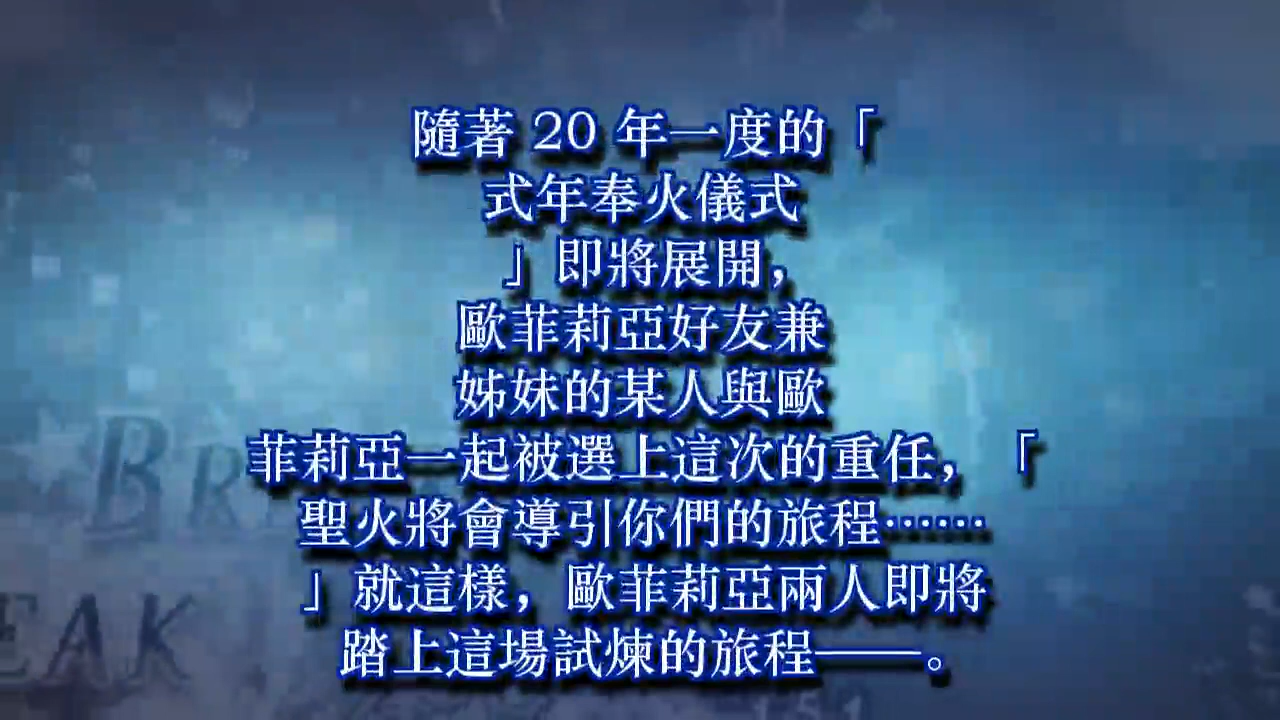 隨著 20 年一度的「
式年奉火儀式
」即將展開，
歐菲莉亞好友兼
姊妹的某人與歐
菲莉亞一起被選上這次的重任，「
聖火將會導引你們的旅程……
」就這樣，歐菲莉亞兩人即將
踏上這場試煉的旅程——。
BR
EAK